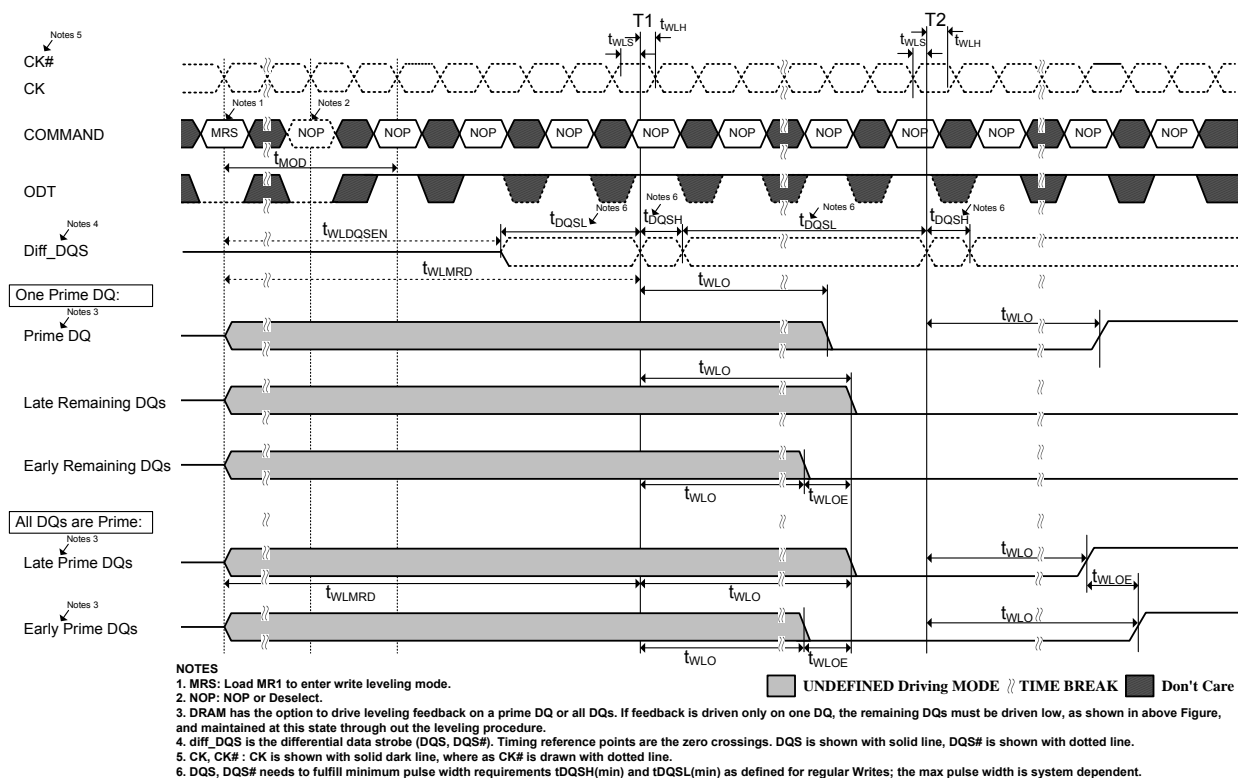 T1 T2
Notes 5 tWLS tWLH tWLS tWLH
CK#
CK
Notes 1 Notes 2
COMMAND MRS NOP NOP NOP NOP NOP NOP NOP NOP NOP NOP NOP
tMOD
ODT
Notes 4 tWLDQSEN tDQSL Notes 6 tDQSH Notes 6 tDQSL Notes 6 tDQSH Notes 6
Diff_DQS
tWLMRD
tWLO
One Prime DQ:
Notes 3 tWLO
Prime DQ
tWLO
Late Remaining DQs
Early Remaining DQs
tWLO tWLOE
All DQs are Prime:
Notes 3 tWLO
Late Prime DQs
tWLMRD tWLO tWLOE
Notes 3 tWLO
Early Prime DQs
tWLO tWLOE
NOTES
1. MRS: Load MR1 to enter write leveling mode.
2. NOP: NOP or Deselect.
UNDEFINED Driving MODE TIME BREAK Don't Care
3. DRAM has the option to drive leveling feedback on a prime DQ or all DQs. If feedback is driven only on one DQ, the remaining DQs must be driven low, as shown in above Figure,
and maintained at this state through out the leveling procedure.
4. diff_DQS is the differential data strobe (DQS, DQS#). Timing reference points are the zero crossings. DQS is shown with solid line, DQS# is shown with dotted line.
5. CK, CK# : CK is shown with solid dark line, where as CK# is drawn with dotted line.
6. DQS, DQS# needs to fulfill minimum pulse width requirements tDQSH(min) and tDQSL(min) as defined for regular Writes; the max pulse width is system dependent.